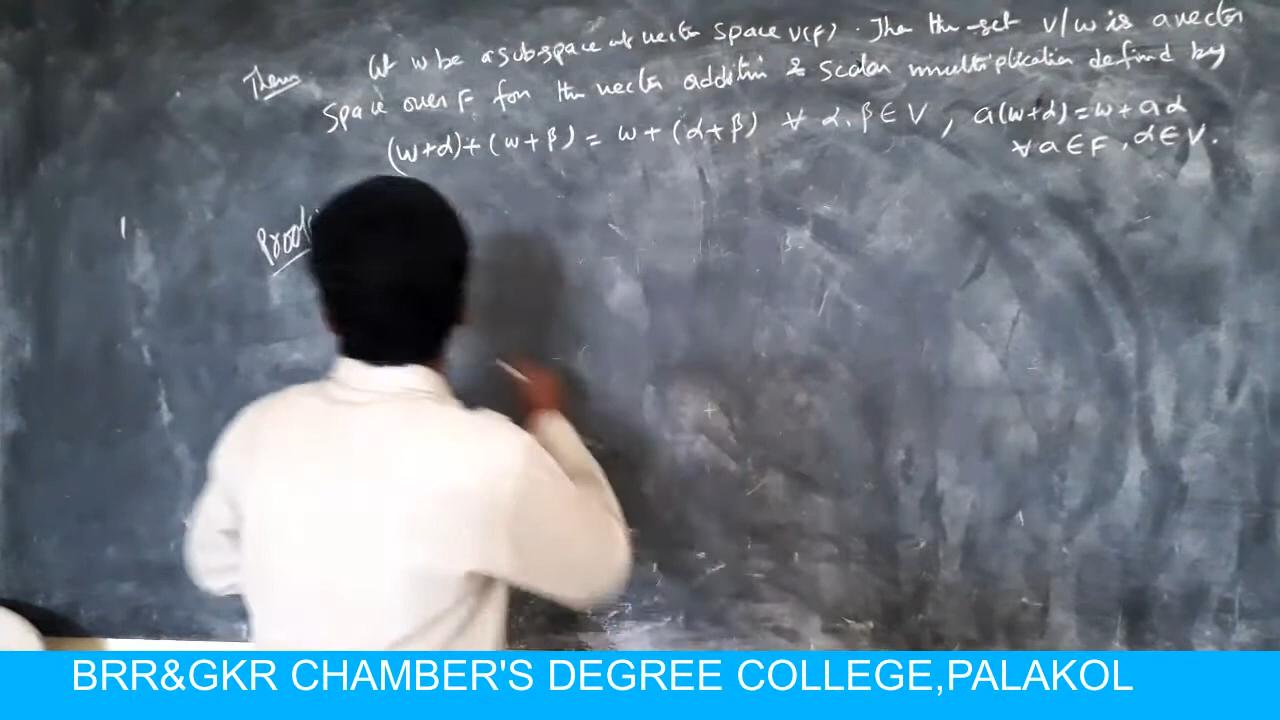 Them Let W be a subspace of vector space V(F). Then the set V/W is a vector
space over F for the vector addition & scalar multiplication defined by
(W+α)+(W+β) = W+(α+β) ∀ α, β ∈ V, a(W+α)=W+aα
∀ a ∈ F, α ∈ V.
Proof
BRR&GKR CHAMBER'S DEGREE COLLEGE,PALAKOL